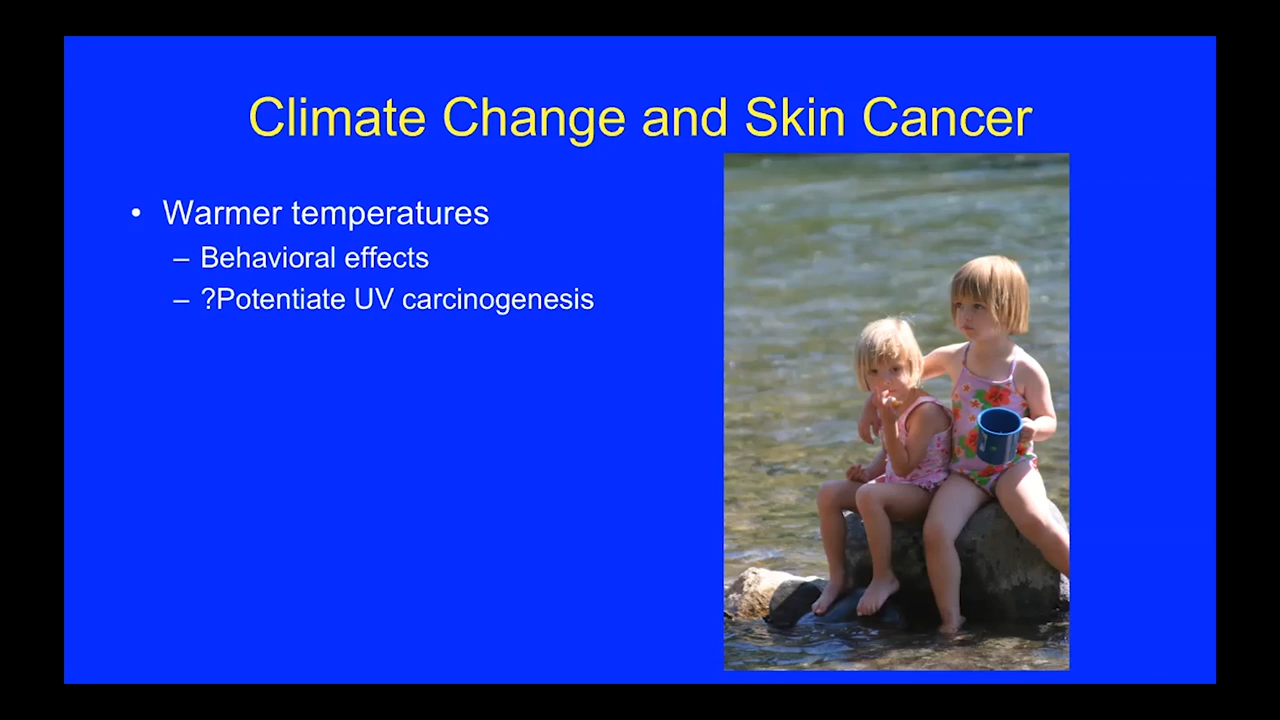 Climate Change and Skin Cancer
• Warmer temperatures
– Behavioral effects
– ?Potentiate UV carcinogenesis